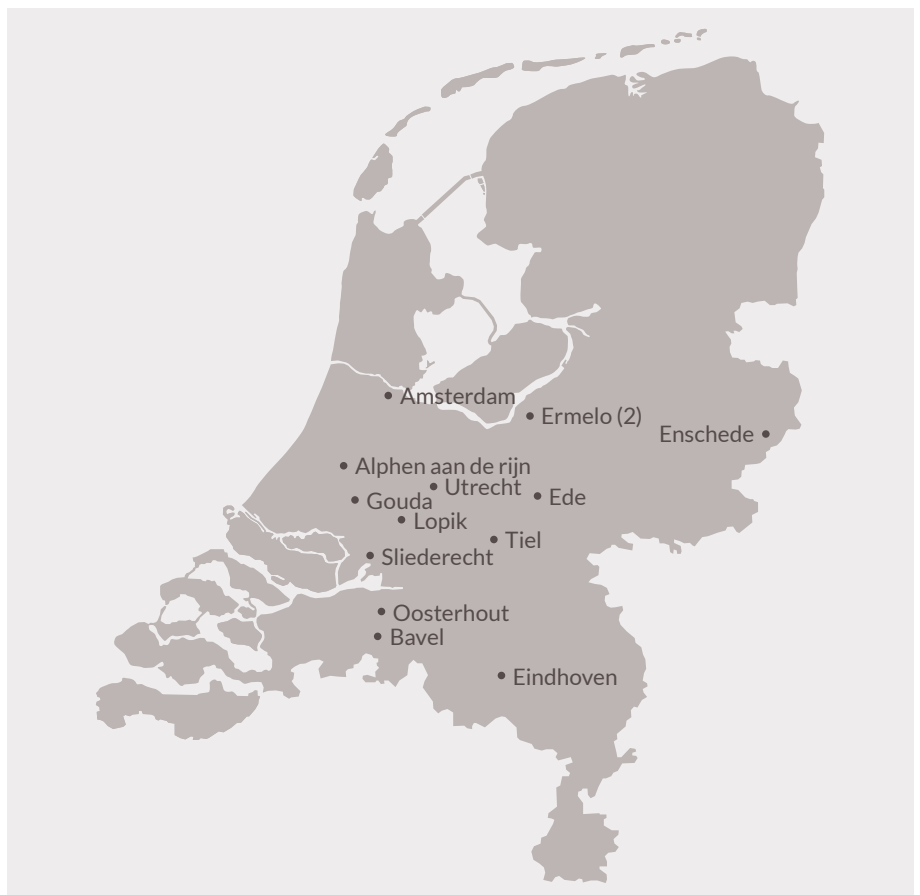 Amsterdam
Ermelo (2)
Enschede
Alphen aan de rijn
Utrecht
Ede
Gouda
Lopik
Tiel
Sliederecht
Oosterhout
Bavel
Eindhoven